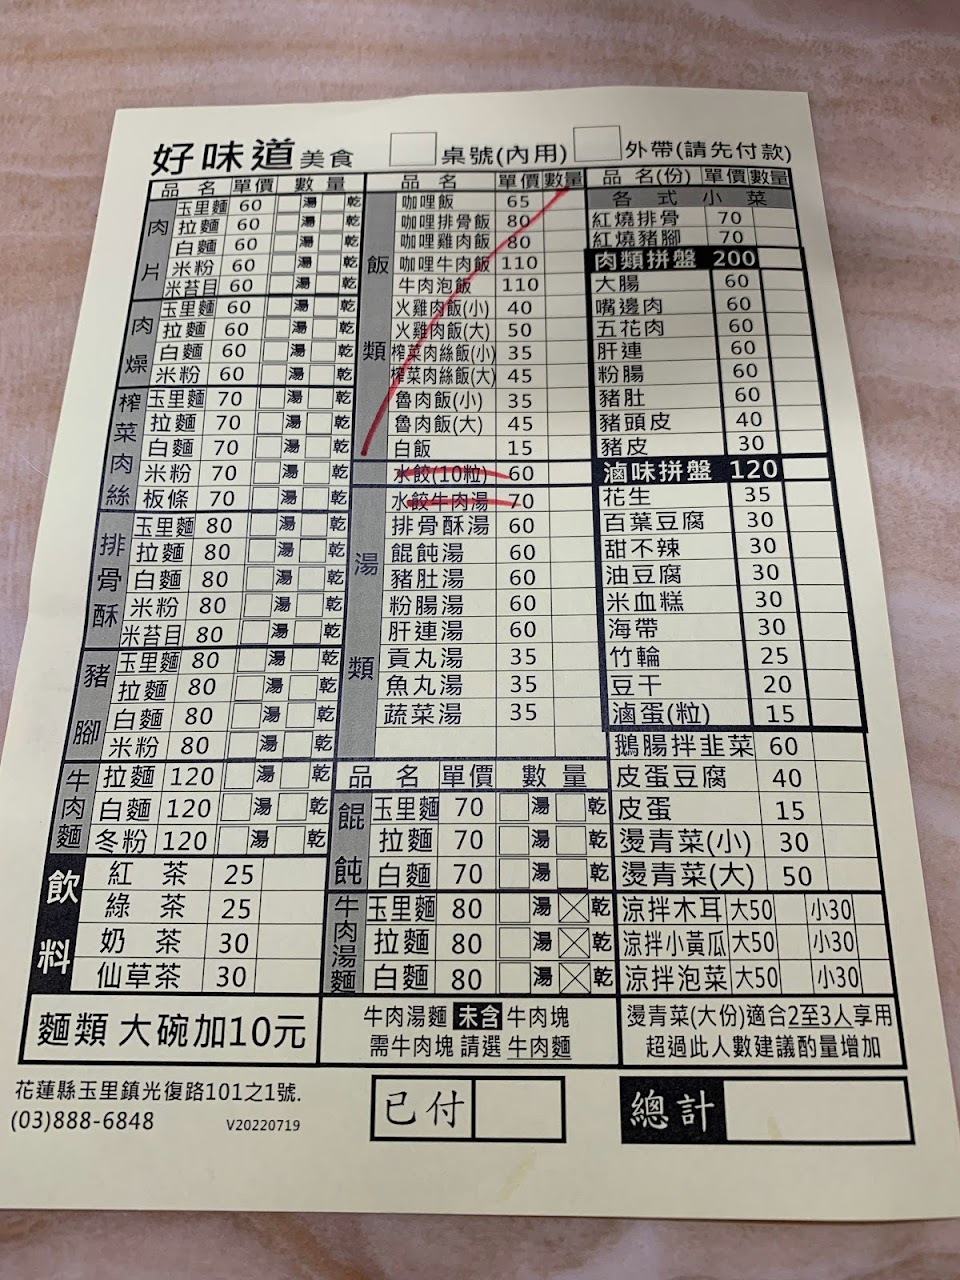 好味道美食 桌號(內用) 外帶(請先付款)
品 名 單價 數 量
肉片
玉里麵 60 湯 乾
拉麵 60 湯 乾
白麵 60 湯 乾
米粉 60 湯 乾
米苔目 60 湯 乾
肉燥
玉里麵 60 湯 乾
拉麵 60 湯 乾
白麵 60 湯 乾
米粉 60 湯 乾
榨菜肉絲
玉里麵 70 湯 乾
拉麵 70 湯 乾
白麵 70 湯 乾
米粉 70 湯 乾
板條 70 湯 乾
排骨酥
玉里麵 80 湯 乾
拉麵 80 湯 乾
白麵 80 湯 乾
米粉 80 湯 乾
米苔目 80 湯 乾
豬腳
玉里麵 80 湯 乾
拉麵 80 湯 乾
白麵 80 湯 乾
米粉 80 湯 乾
牛肉麵
拉麵 120 湯 乾
白麵 120 湯 乾
冬粉 120 湯 乾
飲料
紅茶 25
綠茶 25
奶茶 30
仙草茶 30
麵類 大碗加10元
品 名 單價 數量
飯類
咖哩飯 65
咖哩排骨飯 80
咖哩雞肉飯 80
咖哩牛肉飯 110
牛肉泡飯 110
火雞肉飯(小) 40
火雞肉飯(大) 50
榨菜肉絲飯(小) 35
榨菜肉絲飯(大) 45
魯肉飯(小) 35
魯肉飯(大) 45
白飯 15
水餃(10粒) 60
湯類
水餃牛肉湯 70
排骨酥湯 60
餛飩湯 60
豬肚湯 60
粉腸湯 60
肝連湯 60
貢丸湯 35
魚丸湯 35
蔬菜湯 35
品 名 單價 數 量
餛飩
玉里麵 70 湯 乾
拉麵 70 湯 乾
白麵 70 湯 乾
牛肉湯麵
玉里麵 80 湯 乾
拉麵 80 湯 乾
白麵 80 湯 乾
牛肉湯麵 未含 牛肉塊
需牛肉塊 請選 牛肉麵
品 名(份) 單價 數量
各式小菜
紅燒排骨 70
紅燒豬腳 70
肉類拼盤 200
大腸 60
嘴邊肉 60
五花肉 60
肝連 60
粉腸 60
豬肚 60
豬頭皮 40
豬皮 30
滷味拼盤 120
花生 35
百葉豆腐 30
甜不辣 30
油豆腐 30
米血糕 30
海帶 30
竹輪 25
豆干 20
滷蛋(粒) 15
鵝腸拌韭菜 60
皮蛋豆腐 40
皮蛋 15
燙青菜(小) 30
燙青菜(大) 50
涼拌木耳 大50 小30
涼拌小黃瓜 大50 小30
涼拌泡菜 大50 小30
燙青菜(大份)適合2至3人享用
超過此人數建議酌量增加
花蓮縣玉里鎮光復路101之1號.
(03)888-6848 V20220719
已付
總計